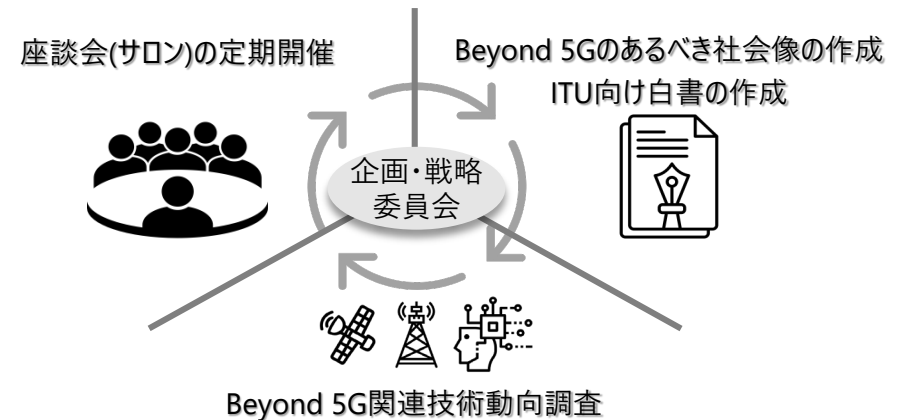 座談会(サロン)の定期開催
Beyond 5Gのあるべき社会像の作成
ITU向け白書の作成
企画・戦略
委員会
Beyond 5G関連技術動向調査